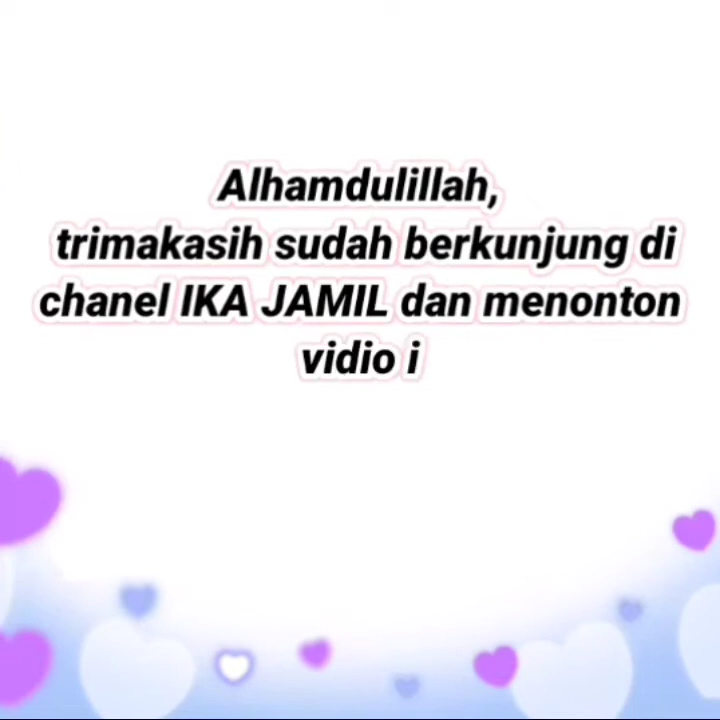 Alhamdulillah,
trimakasih sudah berkunjung di
chanel IKA JAMIL dan menonton
vidio i